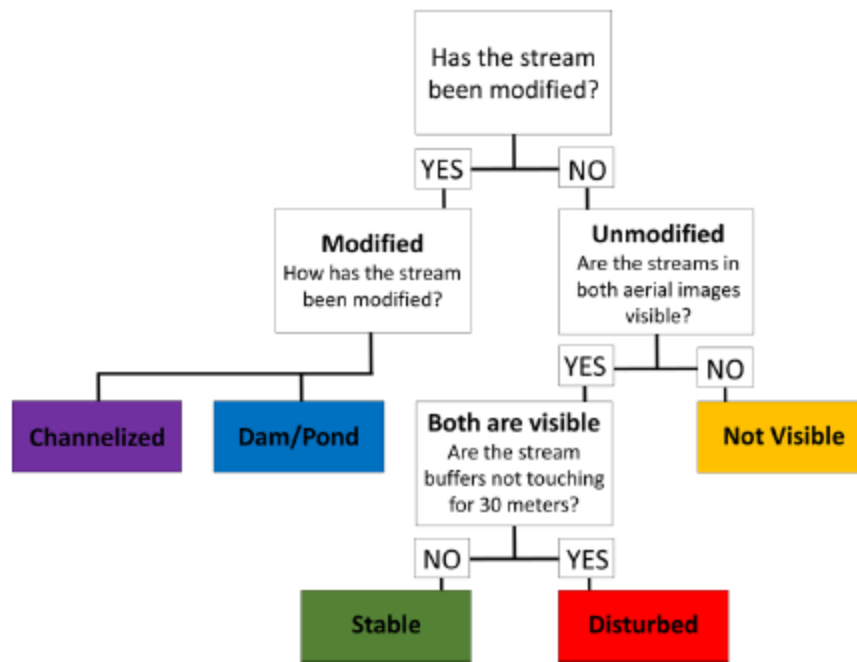 Has the stream
been modified?
YES
NO
Modified
How has the stream
been modified?
Unmodified
Are the streams in
both aerial images
visible?
YES
NO
Channelized
Dam/Pond
Both are visible
Are the stream
buffers not touching
for 30 meters?
Not Visible
NO
YES
Stable
Disturbed